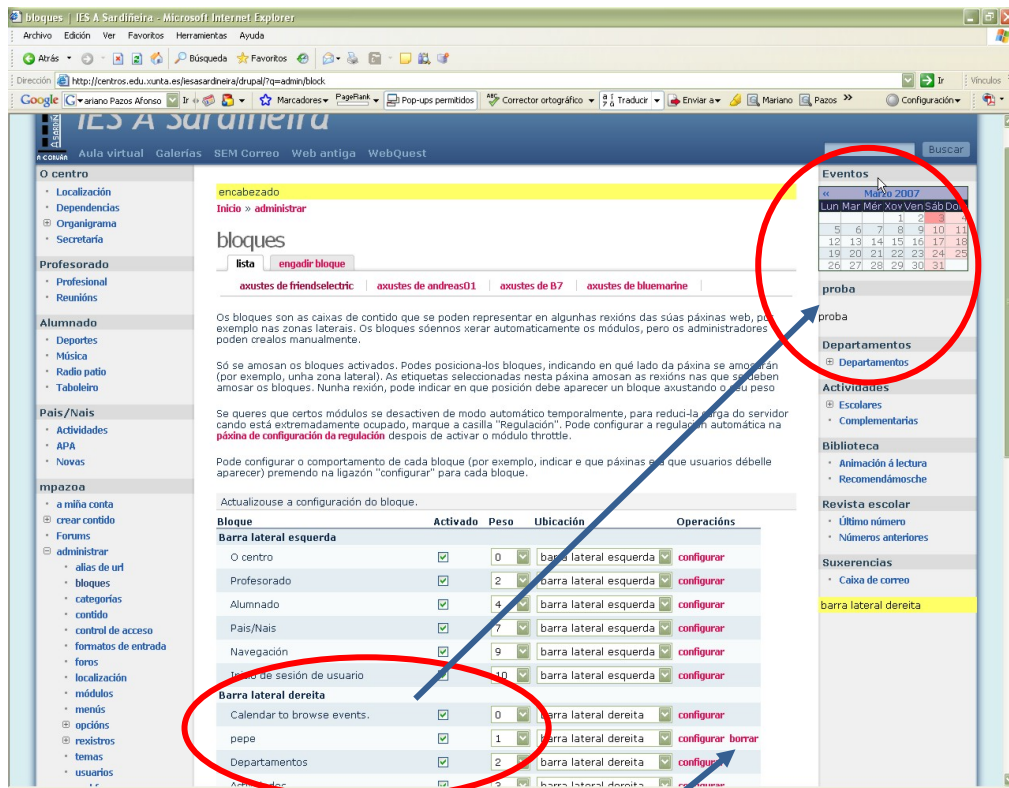 bloques | IES A Sardiñeira - Microsoft Internet Explorer
Archivo Edición Ver Favoritos Herramientas Ayuda
Atrás Búsqueda Favoritos
Dirección http://centros.edu.xunta.es/iesasardineira/drupal/?q=admin/block Ir Vínculos
Google ariano Pazos Afonso Ir Marcadores PageRank Pop-ups permitidos Corrector ortográfico Traducir Enviar a Mariano Pazos Configuración
IES A Sardiñeira
A CORUÑA
Aula virtual Galerías SEM Correo Web antiga WebQuest
Buscar
O centro
Localización
Dependencias
Organigrama
Secretaría
Profesorado
Profesional
Reunións
Alumnado
Deportes
Música
Radio patio
Taboleiro
Pais/Nais
Actividades
APA
Novas
mpazoa
a miña conta
crear contido
Forums
administrar
alias de url
bloques
categorías
contido
control de acceso
formatos de entrada
foros
localización
módulos
menús
opcións
rexistros
temas
usuarios
encabezado
Inicio » administrar
bloques
lista engadir bloque
axustes de friendselectric axustes de andreas01 axustes de B7 axustes de bluemarine
Os bloques son as caixas de contido que se poden representar en algunhas rexións das súas páxinas web, por
exemplo nas zonas laterais. Os bloques sóennos xerar automaticamente os módulos, pero os administradores
poden crealos manualmente.
Só se amosan os bloques activados. Podes posiciona-los bloques, indicando en qué lado da páxina se amosarán
(por exemplo, unha zona lateral). As etiquetas seleccionadas nesta páxina amosan as rexións nas que se deben
amosar os bloques. Nunha rexión, pode indicar en que posición debe aparecer un bloque axustando o seu peso
Se queres que certos módulos se desactiven de modo automático temporalmente, para reduci-la carga do servidor
cando está extremadamente ocupado, marque a casilla "Regulación". Pode configurar a regulación automática na
páxina de configuración da regulación despois de activar o módulo throttle.
Pode configurar o comportamento de cada bloque (por exemplo, indicar e que páxinas e a que usuarios débelle
aparecer) premendo na ligazón "configurar" para cada bloque.
Actualizouse a configuración do bloque.
Bloque Activado Peso Ubicación Operacións
Barra lateral esquerda
O centro 0 barra lateral esquerda configurar
Profesorado 2 barra lateral esquerda configurar
Alumnado 4 barra lateral esquerda configurar
Pais/Nais 7 barra lateral esquerda configurar
Navegación 9 barra lateral esquerda configurar
Inicio de sesión de usuario 10 barra lateral esquerda configurar
Barra lateral dereita
Calendar to browse events. 0 barra lateral dereita configurar
pepe 1 barra lateral dereita configurar borrar
Departamentos 2 barra lateral dereita configurar
Actividades 3 barra lateral dereita configurar
Eventos
« Marzo 2007
Lun Mar Mér Xov Ven Sáb Dom
1 2 3 4
5 6 7 8 9 10 11
12 13 14 15 16 17 18
19 20 21 22 23 24 25
26 27 28 29 30 31
proba
proba
Departamentos
Departamentos
Actividades
Escolares
Complementarias
Biblioteca
Animación á lectura
Recomendámosche
Revista escolar
Último número
Números anteriores
Suxerencias
Caixa de correo
barra lateral dereita